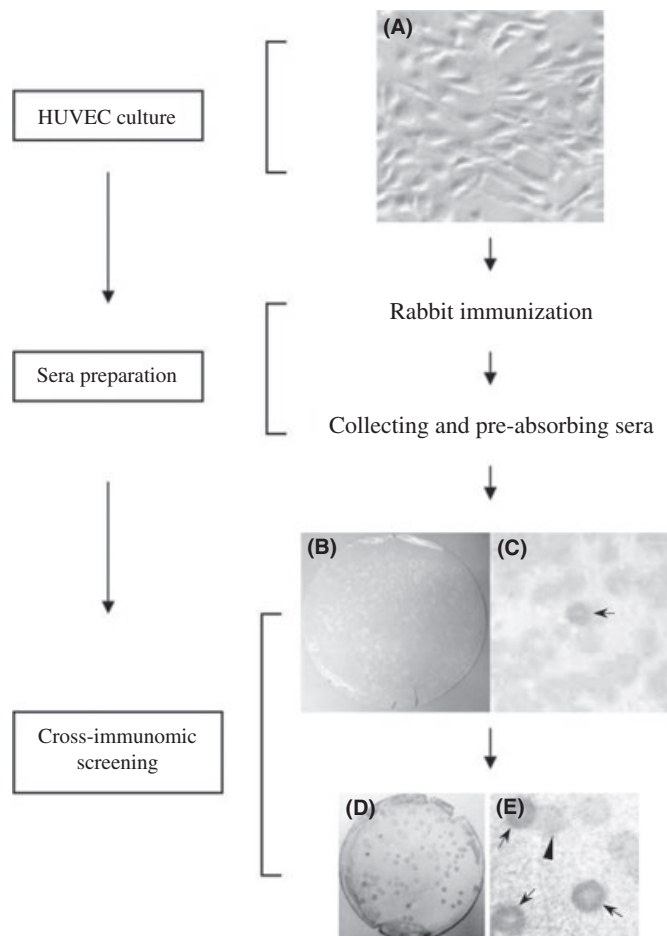 (A)
HUVEC culture
Rabbit immunization
Sera preparation
Collecting and pre-absorbing sera
(B)
(C)
Cross-immunomic
screening
(D)
(E)